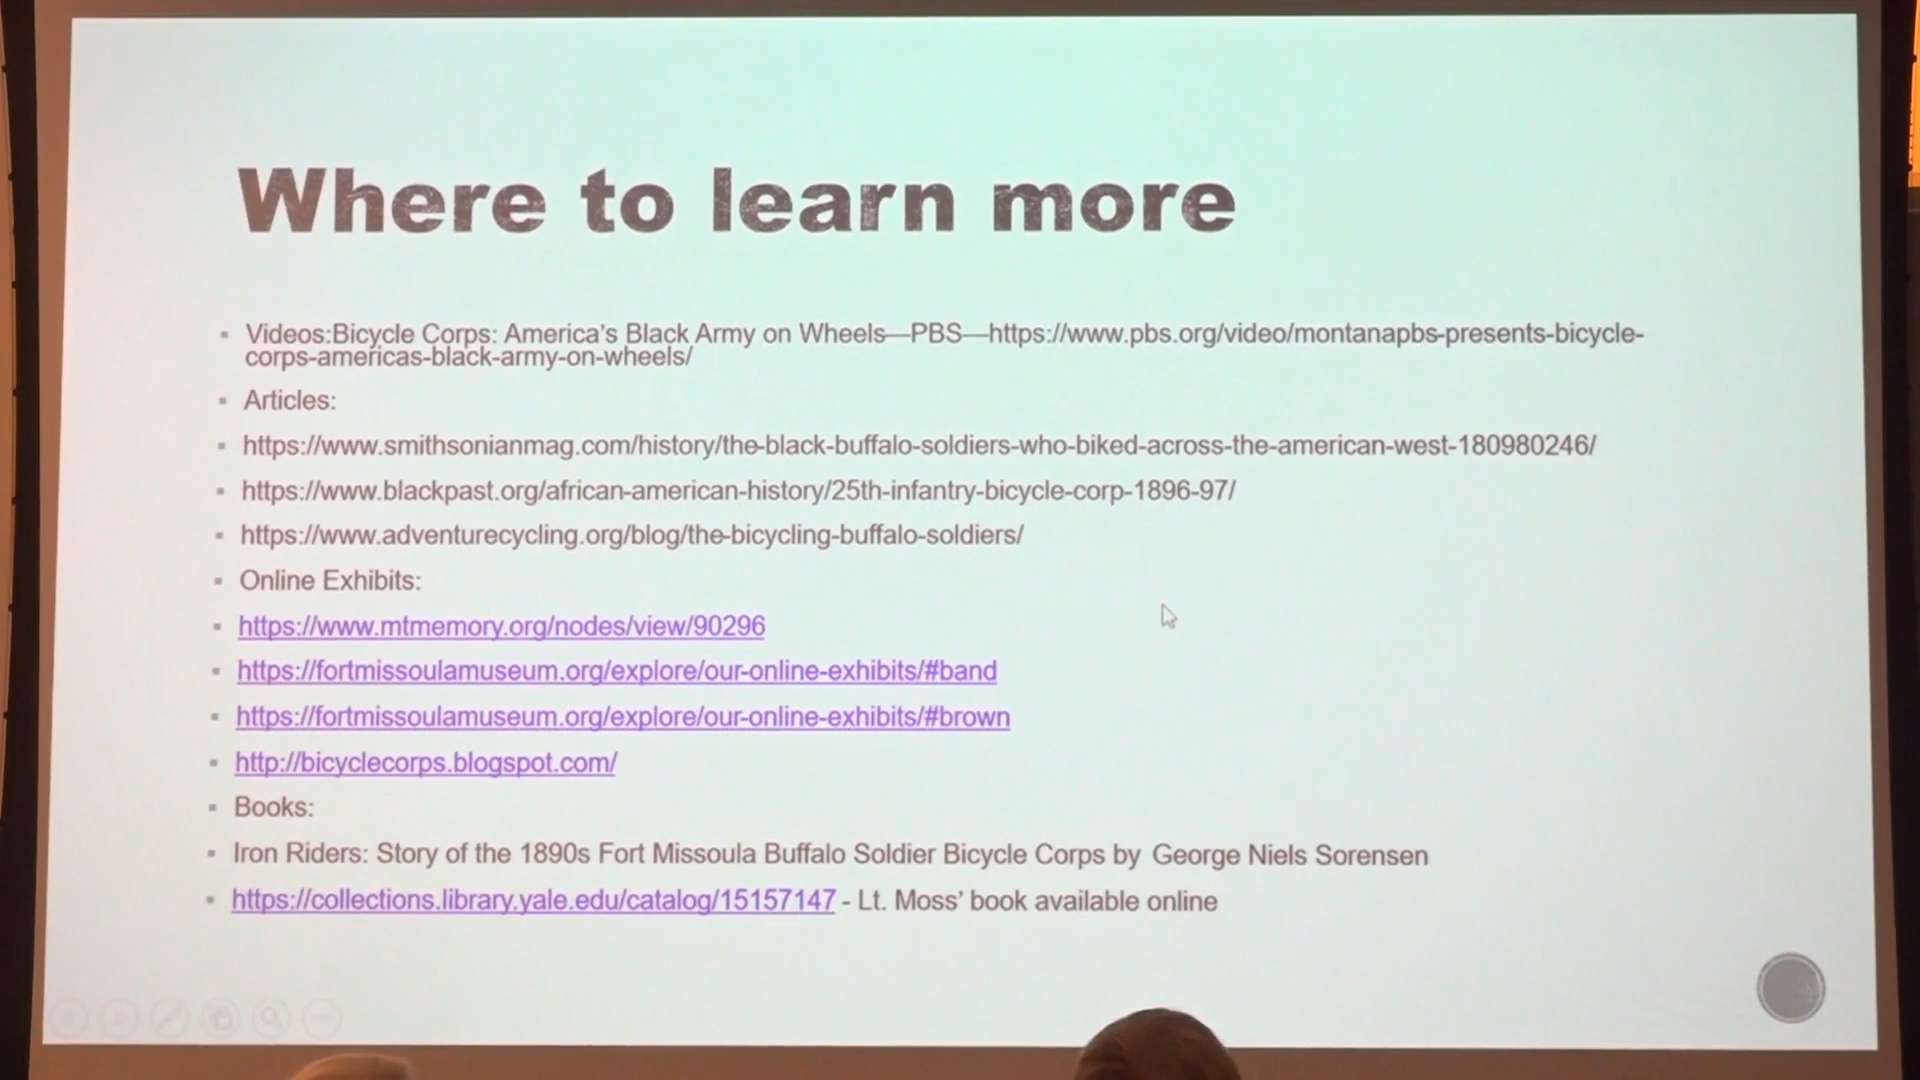 Where to learn more
Videos:Bicycle Corps: America's Black Army on Wheels—PBS—https://www.pbs.org/video/montanapbs-presents-bicycle-
corps-americas-black-army-on-wheels/
Articles:
https://www.smithsonianmag.com/history/the-black-buffalo-soldiers-who-biked-across-the-american-west-180980246/
https://www.blackpast.org/african-american-history/25th-infantry-bicycle-corp-1896-97/
https://www.adventurecycling.org/blog/the-bicycling-buffalo-soldiers/
Online Exhibits:
https://www.mtmemory.org/nodes/view/90296
https://fortmissoulamuseum.org/explore/our-online-exhibits/#band
https://fortmissoulamuseum.org/explore/our-online-exhibits/#brown
http://bicyclecorps.blogspot.com/
Books:
Iron Riders: Story of the 1890s Fort Missoula Buffalo Soldier Bicycle Corps by George Niels Sorensen
https://collections.library.yale.edu/catalog/15157147 - Lt. Moss’ book available online